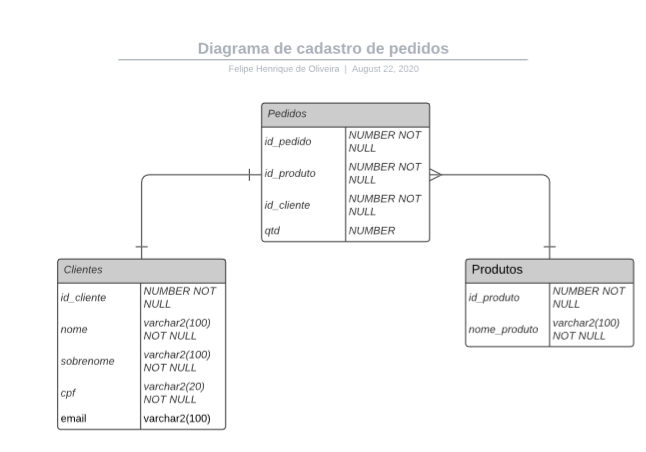 Diagrama de cadastro de pedidos
Felipe Henrique de Oliveira | August 22, 2020
Pedidos
id_pedido
NUMBER NOT
NULL
id_produto
NUMBER NOT
NULL
id_cliente
NUMBER NOT
NULL
qtd
NUMBER
Clientes
id_cliente
NUMBER NOT
NULL
nome
varchar2(100)
NOT NULL
sobrenome
varchar2(100)
NOT NULL
cpf
varchar2(20)
NOT NULL
email
varchar2(100)
Produtos
id_produto
NUMBER NOT
NULL
nome_produto
varchar2(100)
NOT NULL